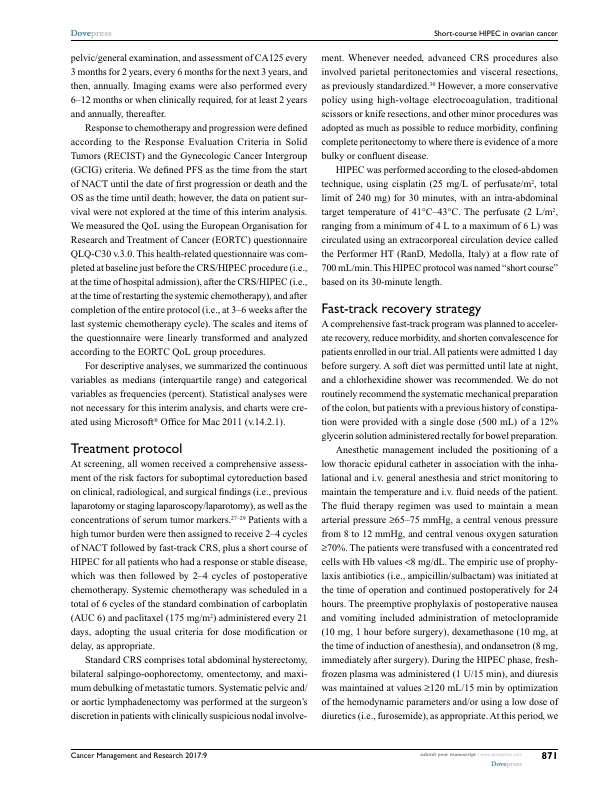 Dovepress
Short-course HIPEC in ovarian cancer
pelvic/general examination, and assessment of CA125 every
3 months for 2 years, every 6 months for the next 3 years, and
then, annually. Imaging exams were also performed every
6–12 months or when clinically required, for at least 2 years
and annually, thereafter.
Response to chemotherapy and progression were defined
according to the Response Evaluation Criteria in Solid
Tumors (RECIST) and the Gynecologic Cancer Intergroup
(GCIG) criteria. We defined PFS as the time from the start
of NACT until the date of first progression or death and the
OS as the time until death; however, the data on patient sur-
vival were not explored at the time of this interim analysis.
We measured the QoL using the European Organisation for
Research and Treatment of Cancer (EORTC) questionnaire
QLQ-C30 v.3.0. This health-related questionnaire was com-
pleted at baseline just before the CRS/HIPEC procedure (i.e.,
at the time of hospital admission), after the CRS/HIPEC (i.e.,
at the time of restarting the systemic chemotherapy), and after
completion of the entire protocol (i.e., at 3–6 weeks after the
last systemic chemotherapy cycle). The scales and items of
the questionnaire were linearly transformed and analyzed
according to the EORTC QoL group procedures.
For descriptive analyses, we summarized the continuous
variables as medians (interquartile range) and categorical
variables as frequencies (percent). Statistical analyses were
not necessary for this interim analysis, and charts were cre-
ated using Microsoft® Office for Mac 2011 (v.14.2.1).
Treatment protocol
At screening, all women received a comprehensive assess-
ment of the risk factors for suboptimal cytoreduction based
on clinical, radiological, and surgical findings (i.e., previous
laparotomy or staging laparoscopy/laparotomy), as well as the
concentrations of serum tumor markers.27–29 Patients with a
high tumor burden were then assigned to receive 2–4 cycles
of NACT followed by fast-track CRS, plus a short course of
HIPEC for all patients who had a response or stable disease,
which was then followed by 2–4 cycles of postoperative
chemotherapy. Systemic chemotherapy was scheduled in a
total of 6 cycles of the standard combination of carboplatin
(AUC 6) and paclitaxel (175 mg/m2) administered every 21
days, adopting the usual criteria for dose modification or
delay, as appropriate.
Standard CRS comprises total abdominal hysterectomy,
bilateral salpingo-oophorectomy, omentectomy, and maxi-
mum debulking of metastatic tumors. Systematic pelvic and/
or aortic lymphadenectomy was performed at the surgeon's
discretion in patients with clinically suspicious nodal involve-
ment. Whenever needed, advanced CRS procedures also
involved parietal peritonectomies and visceral resections,
as previously standardized.30 However, a more conservative
policy using high-voltage electrocoagulation, traditional
scissors or knife resections, and other minor procedures was
adopted as much as possible to reduce morbidity, confining
complete peritonectomy to where there is evidence of a more
bulky or confluent disease.
HIPEC was performed according to the closed-abdomen
technique, using cisplatin (25 mg/L of perfusate/m2, total
limit of 240 mg) for 30 minutes, with an intra-abdominal
target temperature of 41°C–43°C. The perfusate (2 L/m2,
ranging from a minimum of 4 L to a maximum of 6 L) was
circulated using an extracorporeal circulation device called
the Performer HT (RanD, Medolla, Italy) at a flow rate of
700 mL/min. This HIPEC protocol was named “short course”
based on its 30-minute length.
Fast-track recovery strategy
A comprehensive fast-track program was planned to acceler-
ate recovery, reduce morbidity, and shorten convalescence for
patients enrolled in our trial. All patients were admitted 1 day
before surgery. A soft diet was permitted until late at night,
and a chlorhexidine shower was recommended. We do not
routinely recommend the systematic mechanical preparation
of the colon, but patients with a previous history of constipa-
tion were provided with a single dose (500 mL) of a 12%
glycerin solution administered rectally for bowel preparation.
Anesthetic management included the positioning of a
low thoracic epidural catheter in association with the inha-
lational and i.v. general anesthesia and strict monitoring to
maintain the temperature and i.v. fluid needs of the patient.
The fluid therapy regimen was used to maintain a mean
arterial pressure ≥65–75 mmHg, a central venous pressure
from 8 to 12 mmHg, and central venous oxygen saturation
≥70%. The patients were transfused with a concentrated red
cells with Hb values <8 mg/dL. The empiric use of prophy-
laxis antibiotics (i.e., ampicillin/sulbactam) was initiated at
the time of operation and continued postoperatively for 24
hours. The preemptive prophylaxis of postoperative nausea
and vomiting included administration of metoclopramide
(10 mg, 1 hour before surgery), dexamethasone (10 mg, at
the time of induction of anesthesia), and ondansetron (8 mg,
immediately after surgery). During the HIPEC phase, fresh-
frozen plasma was administered (1 U/15 min), and diuresis
was maintained at values ≥120 mL/15 min by optimization
of the hemodynamic parameters and/or using a low dose of
diuretics (i.e., furosemide), as appropriate. At this period, we
Cancer Management and Research 2017:9
submit your manuscript | www.dovepress.com
871
Dovepress